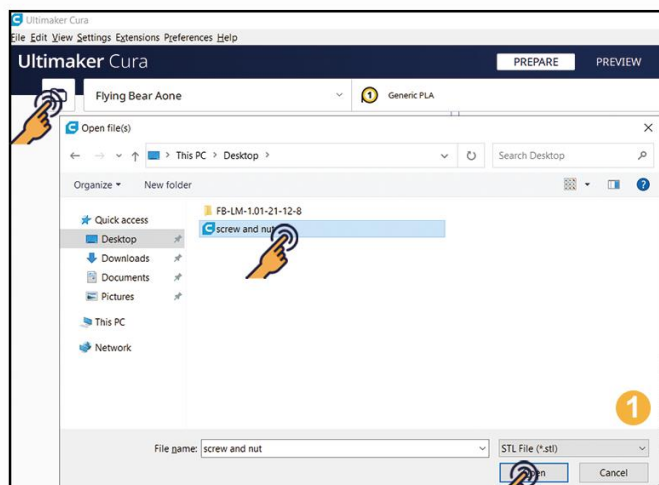 Ultimaker Cura
File Edit View Settings Extensions Preferences Help
Ultimaker Cura
PREPARE PREVIEW
Flying Bear Aone
1 Generic PLA
Open file(s)
This PC > Desktop >
Search Desktop
Organize New folder
FB-LM-1.01-21-12-8
Quick access
screw and nut
Desktop
Downloads
Documents
Pictures
This PC
Network
1
File name: screw and nut
STL File (*.stl)
Cancel